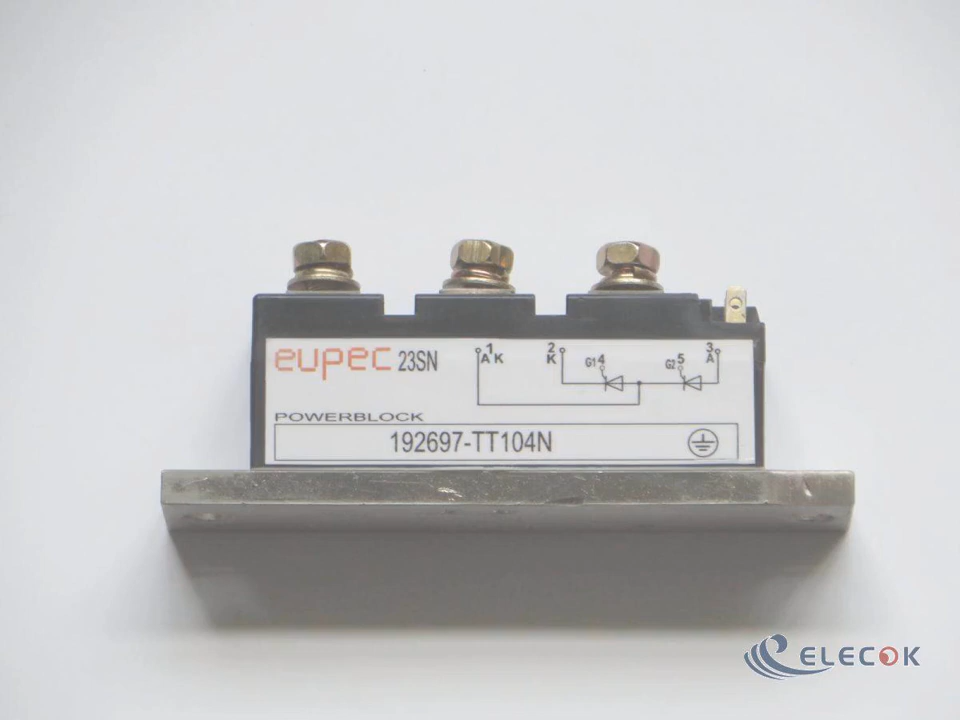 eupec 23SN
1 2 3
A K K A
G1 4 G2 5
POWERBLOCK
192697-TT104N
ELECOK